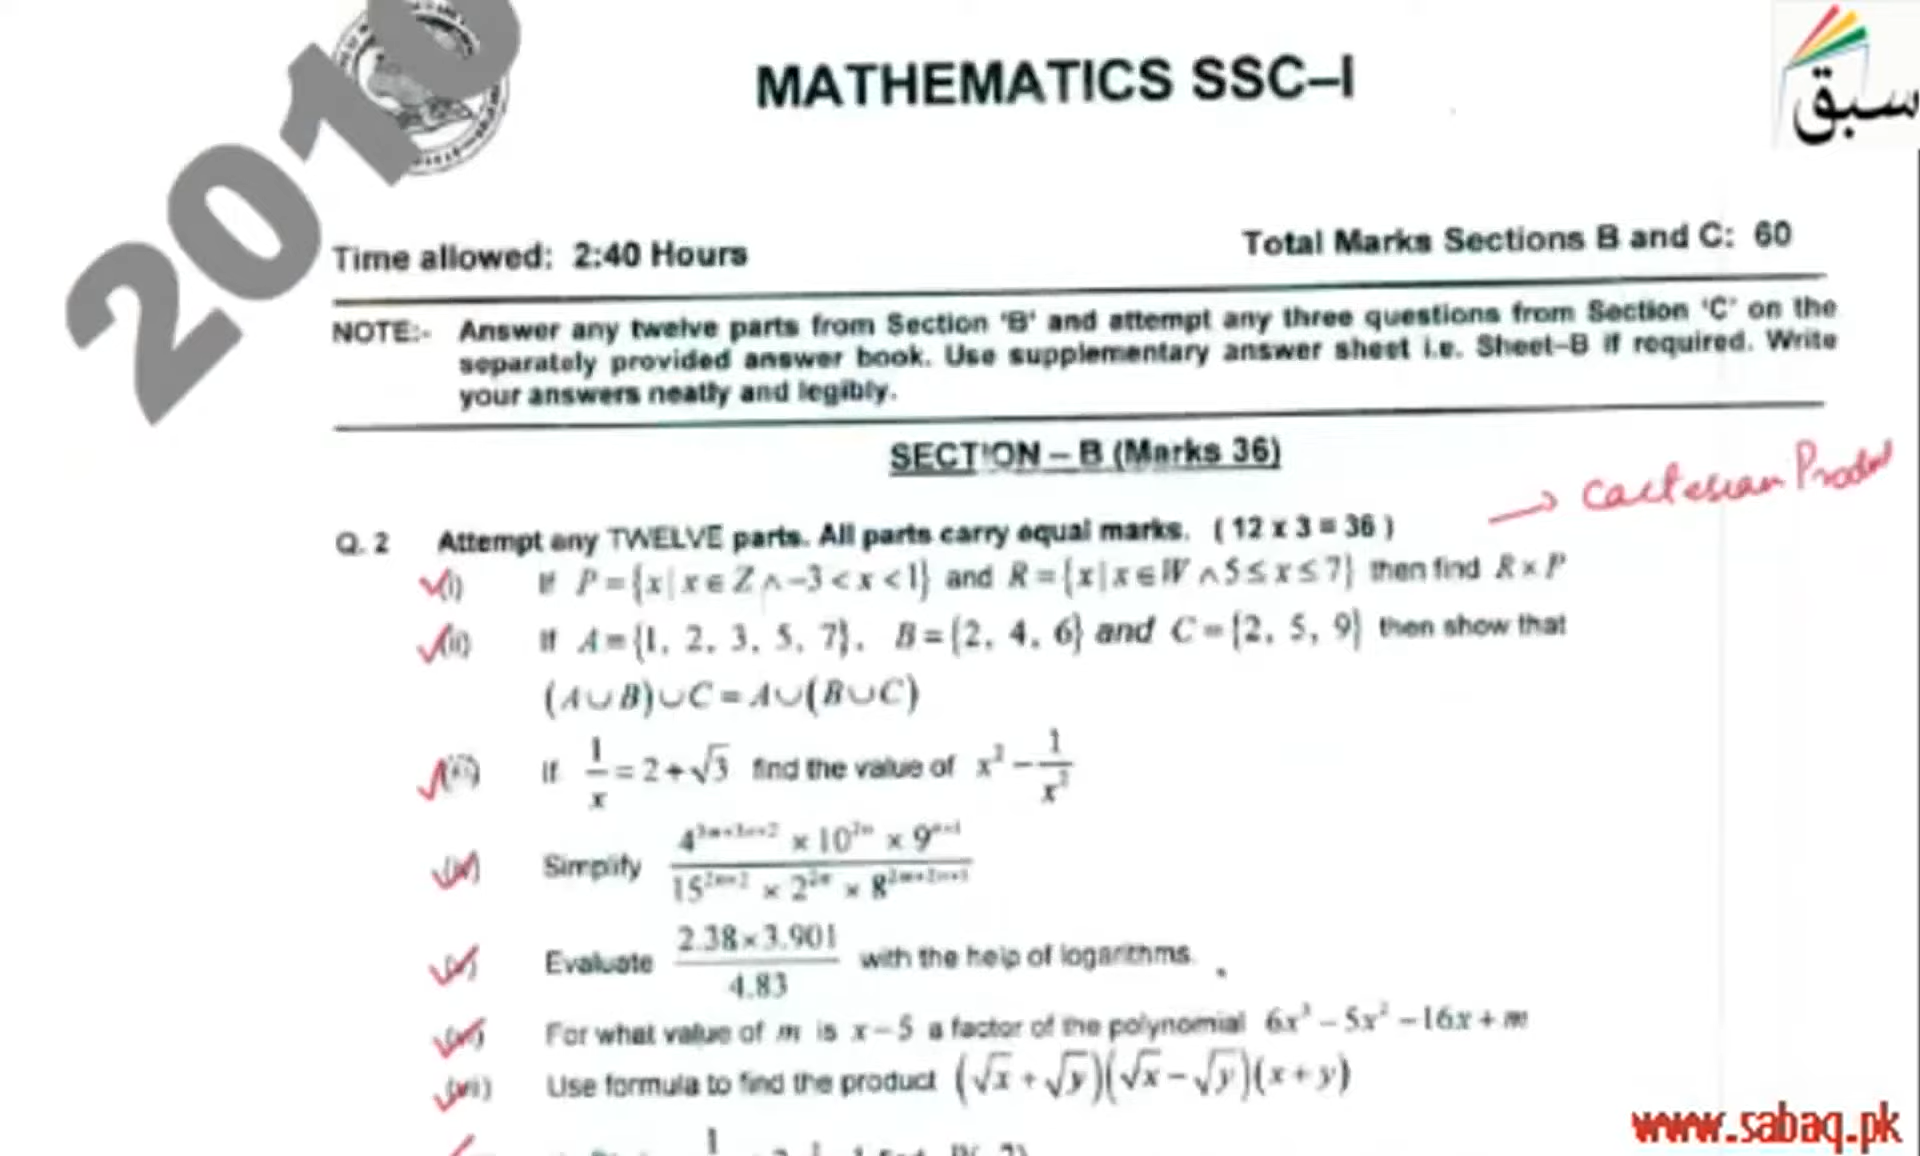 2010
MATHEMATICS SSC–I
سبق
Time allowed: 2:40 Hours
Total Marks Sections B and C: 60
NOTE:- Answer any twelve parts from Section 'B' and attempt any three questions from Section 'C' on the
separately provided answer book. Use supplementary answer sheet i.e. Sheet–B if required. Write
your answers neatly and legibly.
SECTION – B (Marks 36)
→ Cartesian
Q. 2 Attempt any TWELVE parts. All parts carry equal marks. ( 12 x 3 = 36 )
(i) If P = {x | x ∈ Z ∧ –3 < x < 1} and R = {x | x ∈ W ∧ 5 ≤ x ≤ 7} then find R × P
(ii) If A = {1, 2, 3, 5, 7}, B = {2, 4, 6} and C = {2, 5, 9} then show that
(A ∪ B) ∪ C = A ∪ (B ∪ C)
(iii) If 1/x = 2 + √3 find the value of x² – 1/x²
(iv) Simplify
(v) Evaluate 2.38 × 3.901 / 4.83 with the help of logarithms.
(vi) For what value of m is x – 5 a factor of the polynomial 6x³ – 5x² – 16x + m
(vii) Use formula to find the product (√x + √y)(√x – √y)(x + y)
www.sabaq.pk